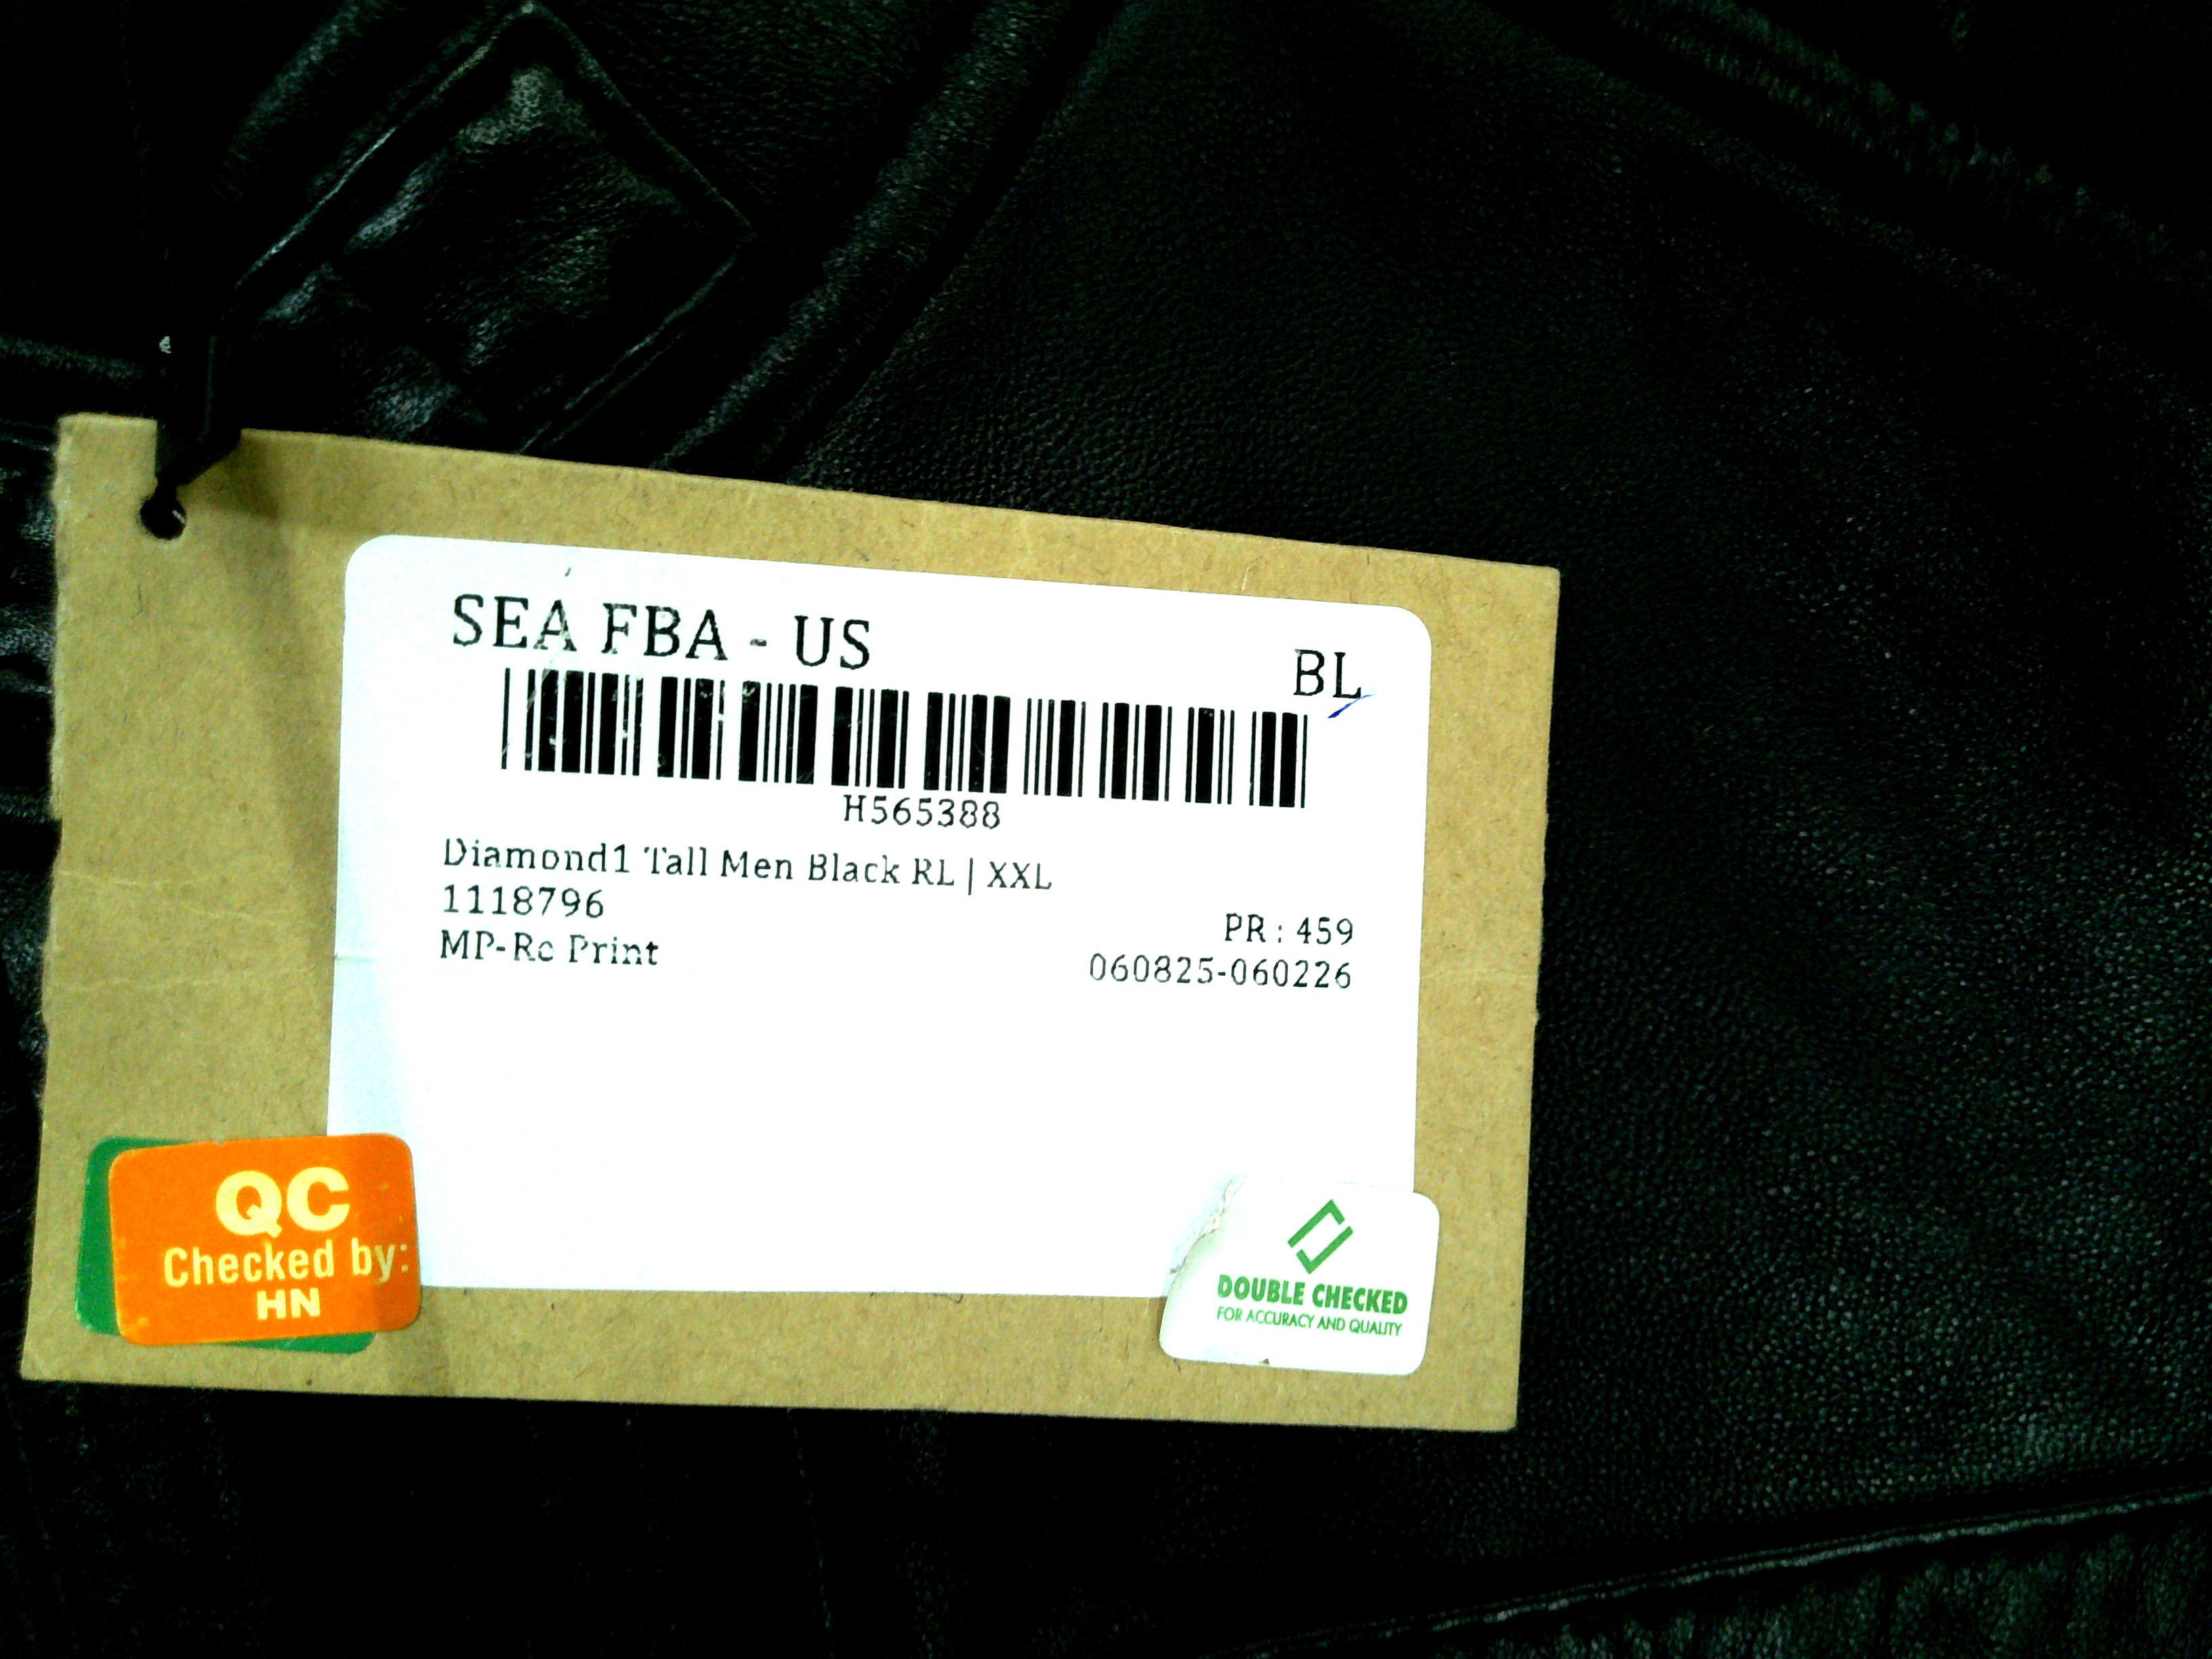 SEA FBA - US
BL
H565388
Diamond1 Tall Men Black RL | XXL
1118796
PR : 459
MP-Re Print
060825-060226
QC
Checked by:
HN
DOUBLE CHECKED
FOR ACCURACY AND QUALITY